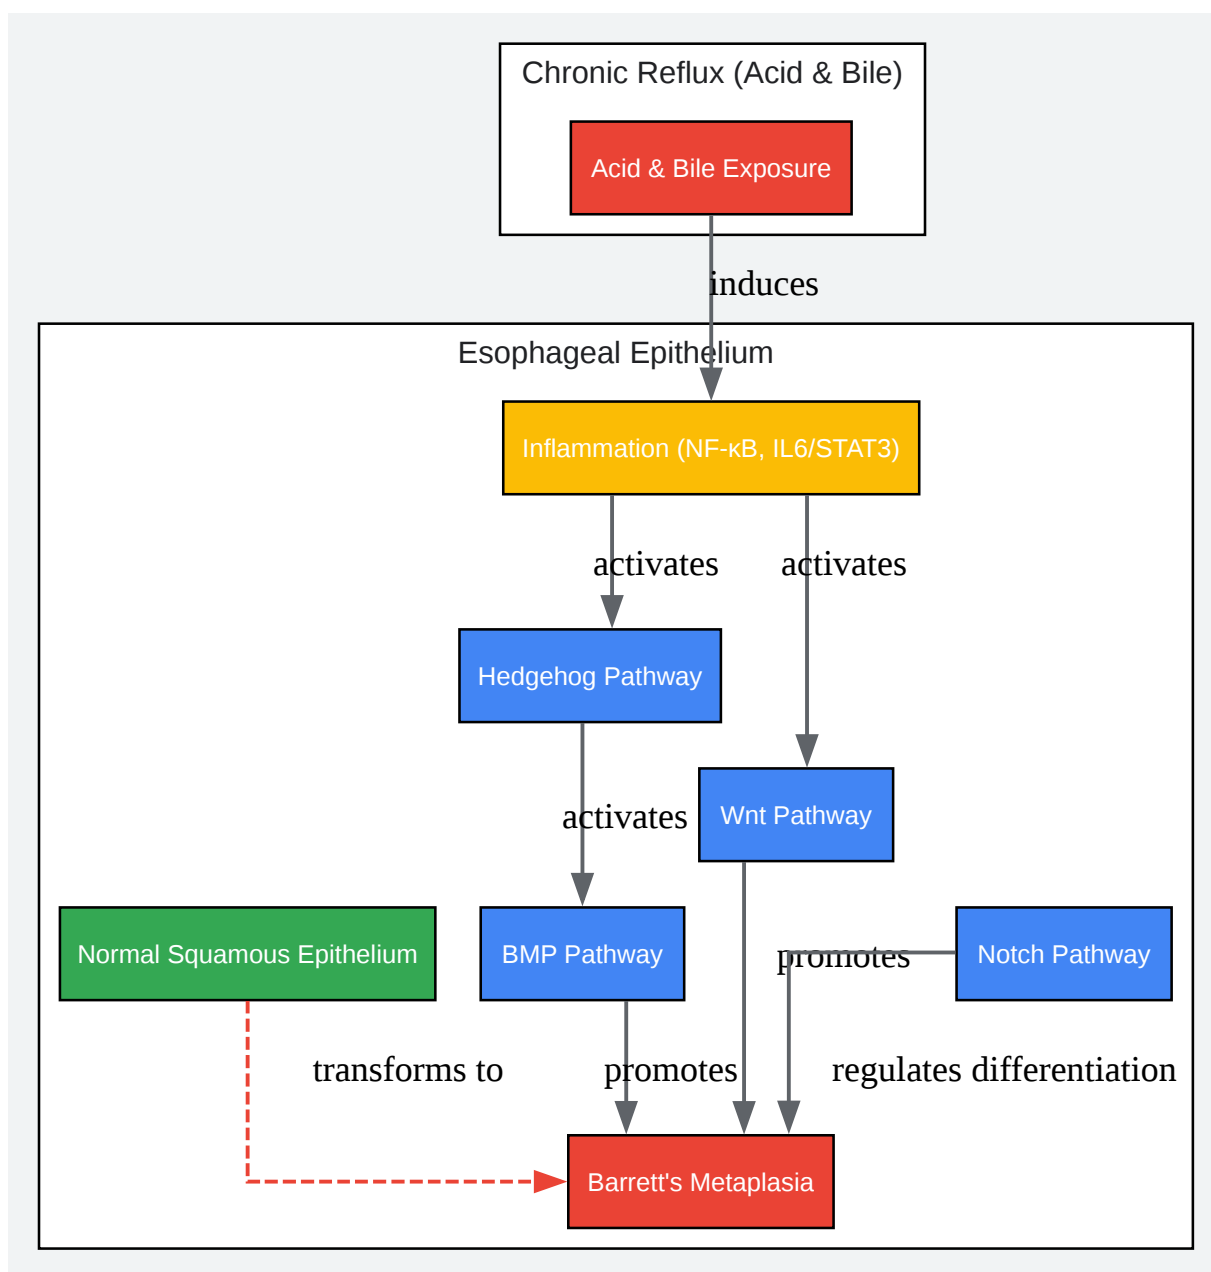 Chronic Reflux (Acid & Bile)
Acid & Bile Exposure
induces
Esophageal Epithelium
Inflammation (NF-κB, IL6/STAT3)
activates
activates
Hedgehog Pathway
activates
Wnt Pathway
Normal Squamous Epithelium
BMP Pathway
promotes
Notch Pathway
transforms to
promotes
regulates differentiation
Barrett's Metaplasia